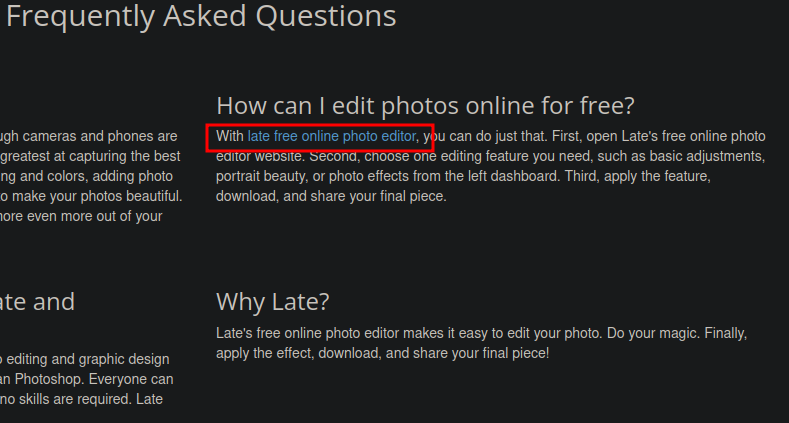 Frequently Asked Questions
How can I edit photos online for free?
ugh cameras and phones are
greatest at capturing the best
ng and colors, adding photo
to make your photos beautiful.
more even more out of your
With late free online photo editor, you can do just that. First, open Late's free online photo
editor website. Second, choose one editing feature you need, such as basic adjustments,
portrait beauty, or photo effects from the left dashboard. Third, apply the feature,
download, and share your final piece.
ate and
editing and graphic design
an Photoshop. Everyone can
no skills are required. Late
Why Late?
Late's free online photo editor makes it easy to edit your photo. Do your magic. Finally,
apply the effect, download, and share your final piece!